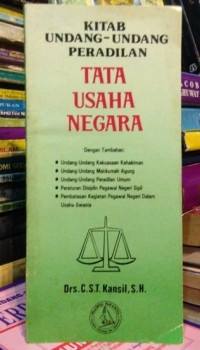 KITAB
UNDANG-UNDANG
PERADILAN
TATA
USAHA
NEGARA
Dengan Tambahan:
Undang-Undang Kekuasaan Kehakiman
Undang-Undang Mahkamah Agung
Undang-Undang Peradilan Umum
Peraturan Disiplin Pegawai Negeri Sipil
Pembatasan Kegiatan Pegawai Negeri Dalam
Usaha Swasta
Drs. C.S.T. Kansil, S.H.